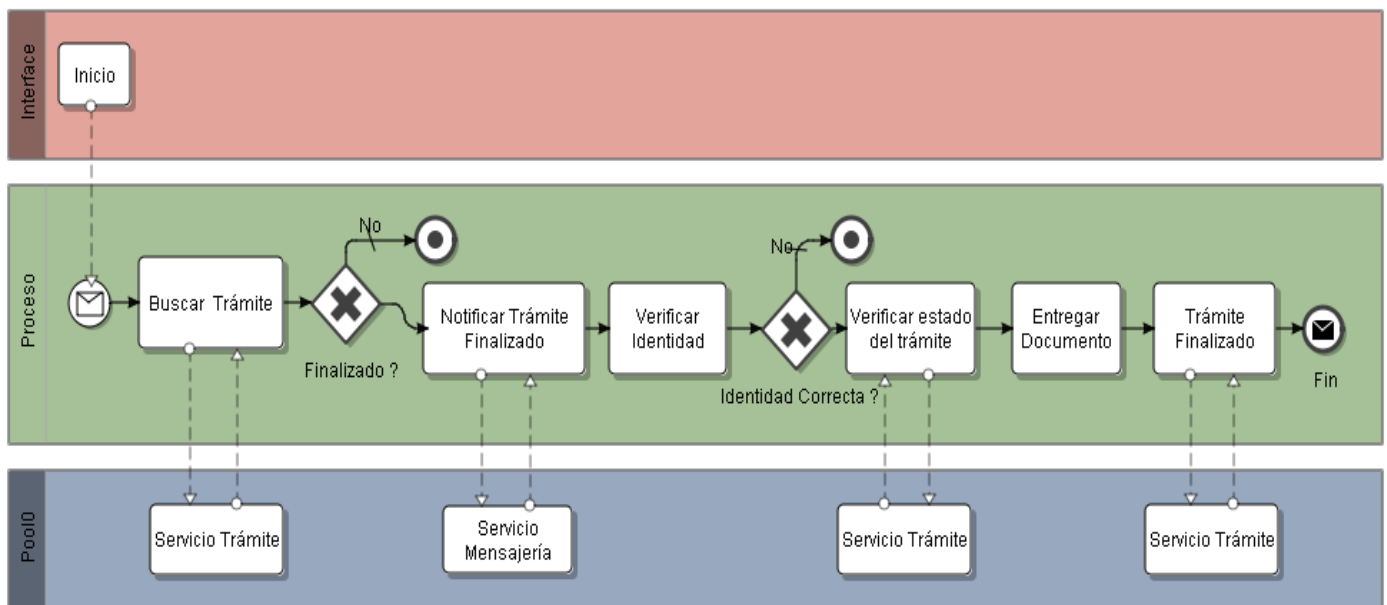 Interface
Inicio
Proceso
Buscar Trámite
No
Finalizado ?
Notificar Trámite
Finalizado
Verificar
Identidad
No
Identidad Correcta ?
Verificar estado
del trámite
Entregar
Documento
Trámite
Finalizado
Fin
Pool0
Servicio Trámite
Servicio
Mensajería
Servicio Trámite
Servicio Trámite